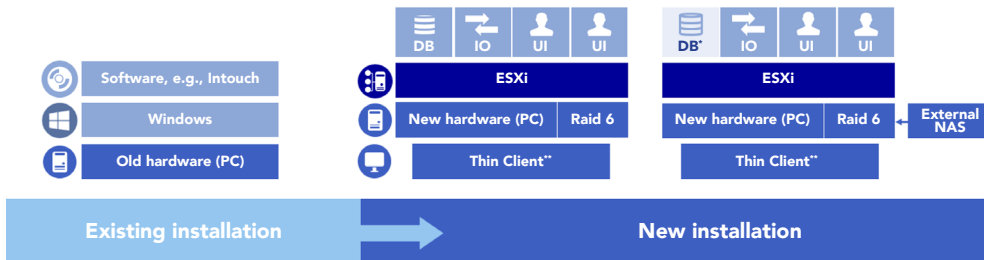 DB IO UI UI
DB* IO UI UI
Software, e.g., Intouch
ESXi
ESXi
Windows
New hardware (PC) Raid 6
New hardware (PC) Raid 6
External
NAS
Old hardware (PC)
Thin Client**
Thin Client**
Existing installation
New installation